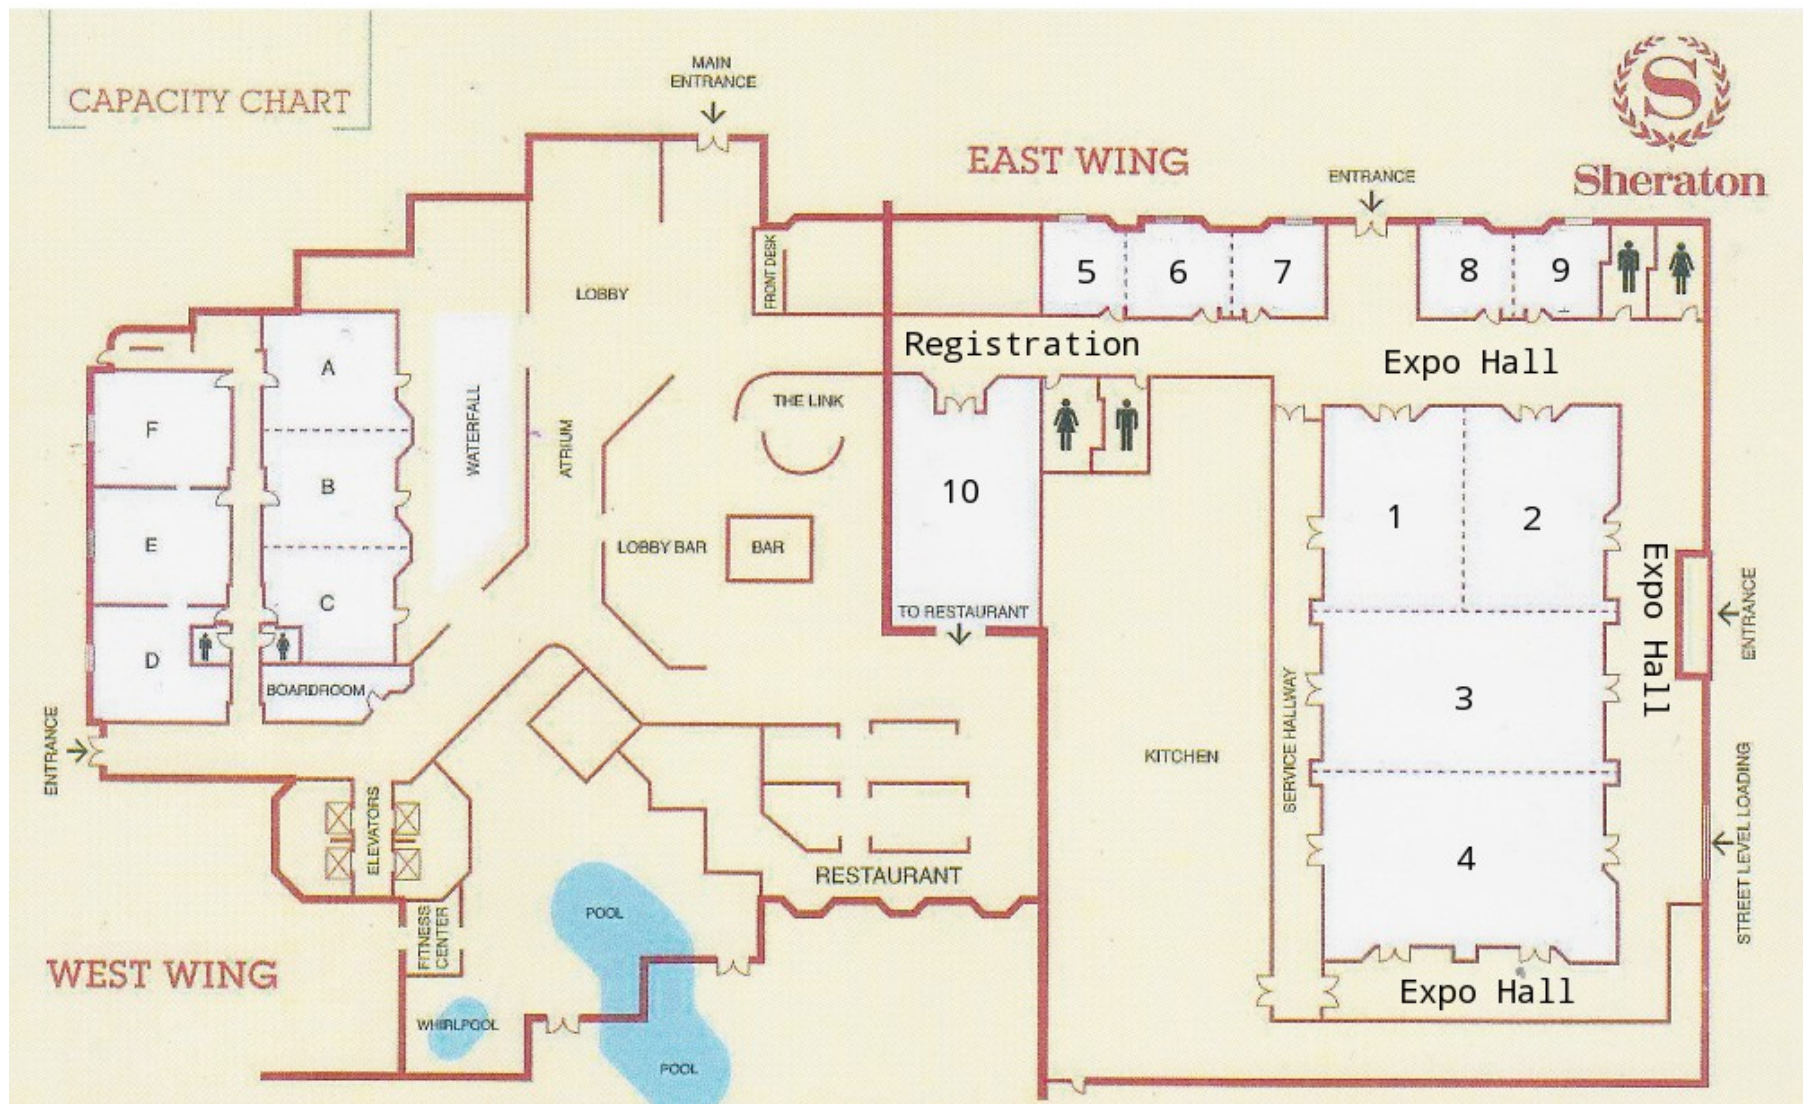 MAIN
ENTRANCE
CAPACITY CHART
EAST WING
ENTRANCE
S
Sheraton
FRONT DESK
5
6
7
8
9
LOBBY
Registration
Expo Hall
A
THE LINK
WATERFALL
ATRIUM
F
B
10
1
2
E
LOBBY BAR
BAR
C
TO RESTAURANT
Expo Hall
ENTRANCE
D
BOARDROOM
3
SERVICE HALLWAY
ENTRANCE
KITCHEN
ELEVATORS
STREET LEVEL LOADING
4
RESTAURANT
POOL
FITNESS
CENTER
WEST WING
Expo Hall
WHIRLPOOL
POOL